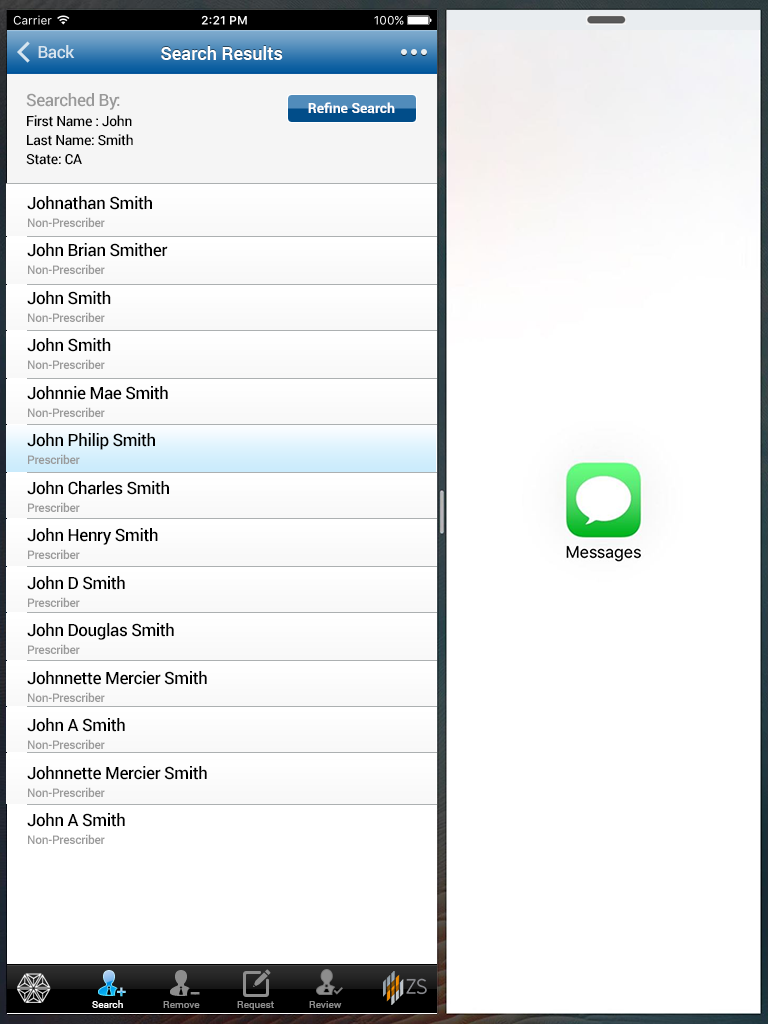 Carrier 2:21 PM 100%
Back Search Results
Searched By:
First Name : John
Last Name: Smith
State: CA
Refine Search
Johnathan Smith
Non-Prescriber
John Brian Smither
Non-Prescriber
John Smith
Non-Prescriber
John Smith
Non-Prescriber
Johnnie Mae Smith
Non-Prescriber
John Philip Smith
Prescriber
John Charles Smith
Prescriber
John Henry Smith
Prescriber
John D Smith
Prescriber
John Douglas Smith
Prescriber
Johnnette Mercier Smith
Non-Prescriber
John A Smith
Non-Prescriber
Johnnette Mercier Smith
Non-Prescriber
John A Smith
Non-Prescriber
Search Remove Request Review ZS
Messages